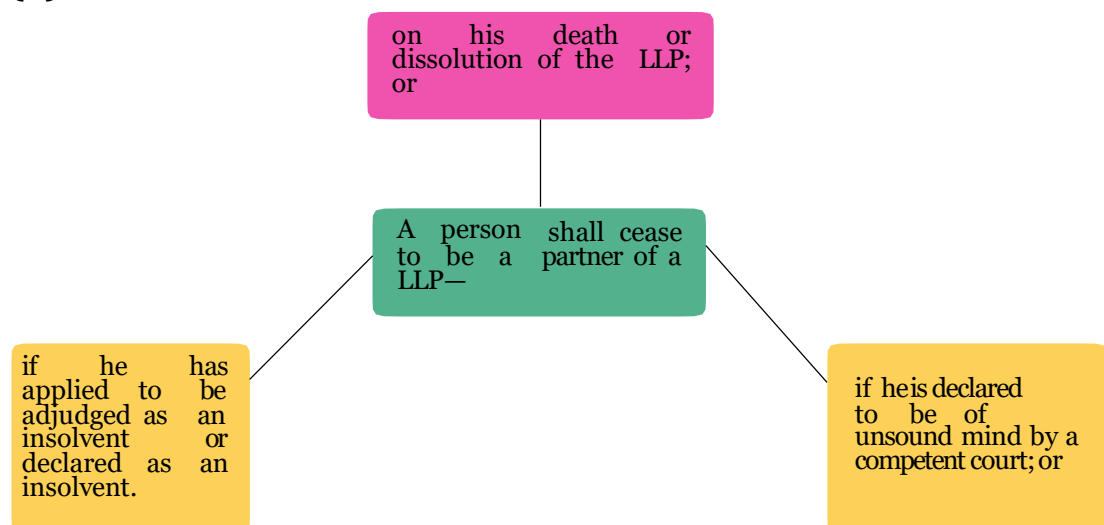 on his death or
dissolution of the LLP;
or
A person shall cease
to be a partner of a
LLP—
if he has
applied to be
adjudged as an
insolvent or
declared as an
insolvent.
if he is declared
to be of
unsound mind by a
competent court; or